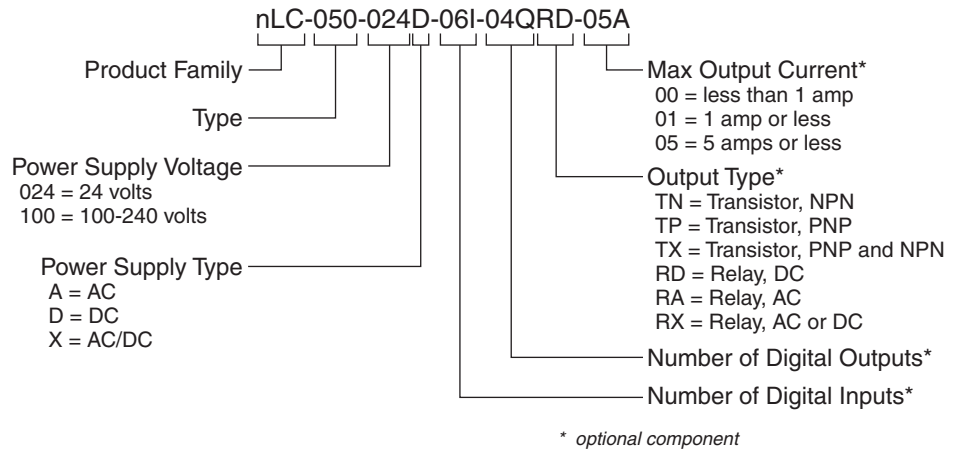 nLC-050-024D-06I-04QRD-05A
Product Family
Type
Power Supply Voltage
024 = 24 volts
100 = 100-240 volts
Power Supply Type
A = AC
D = DC
X = AC/DC
Max Output Current*
00 = less than 1 amp
01 = 1 amp or less
05 = 5 amps or less
Output Type*
TN = Transistor, NPN
TP = Transistor, PNP
TX = Transistor, PNP and NPN
RD = Relay, DC
RA = Relay, AC
RX = Relay, AC or DC
Number of Digital Outputs*
Number of Digital Inputs*
* optional component